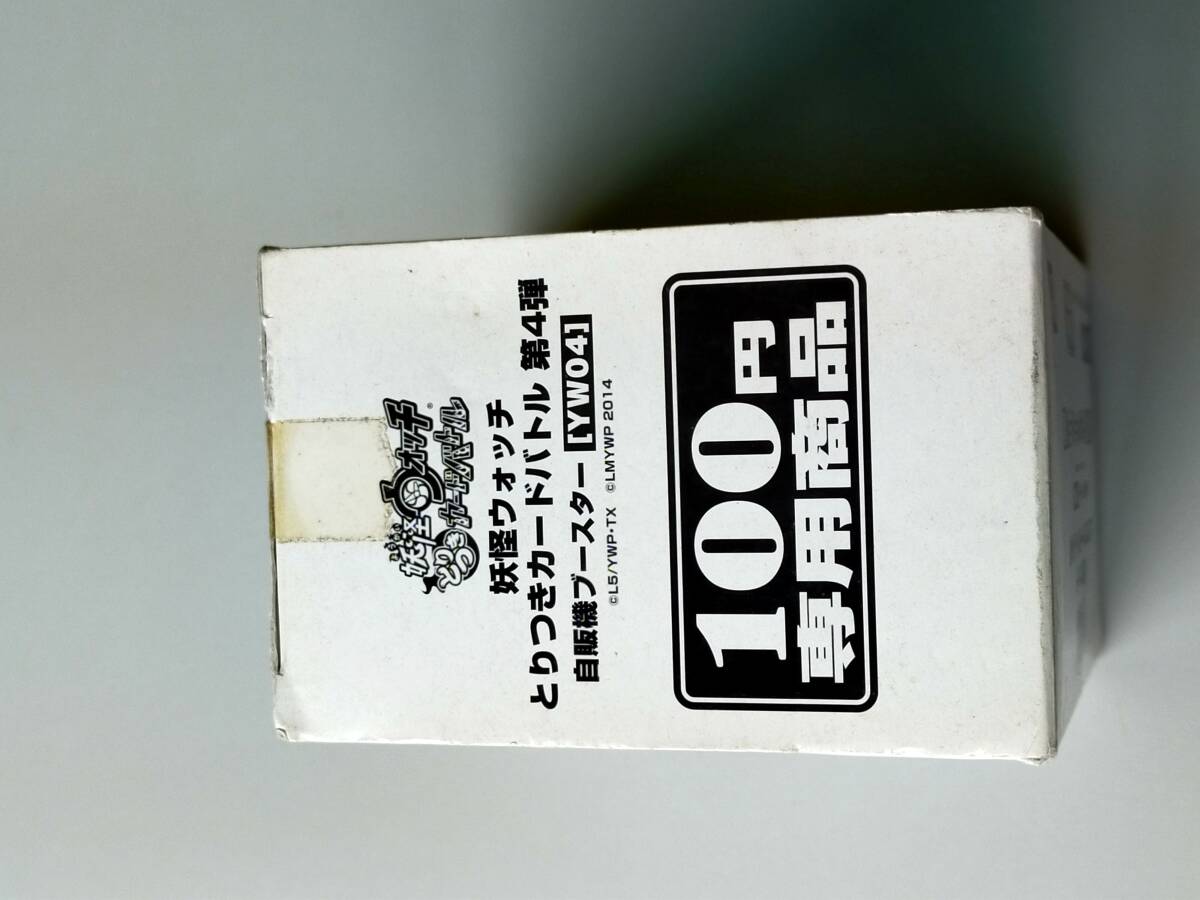 妖怪ウォッチ
とりつきカードバトル
妖怪ウォッチ
とりつきカードバトル 第4弾
自販機ブースター [YW04]
©L5/YWP・TX ©LMYWP 2014
100円
専用商品